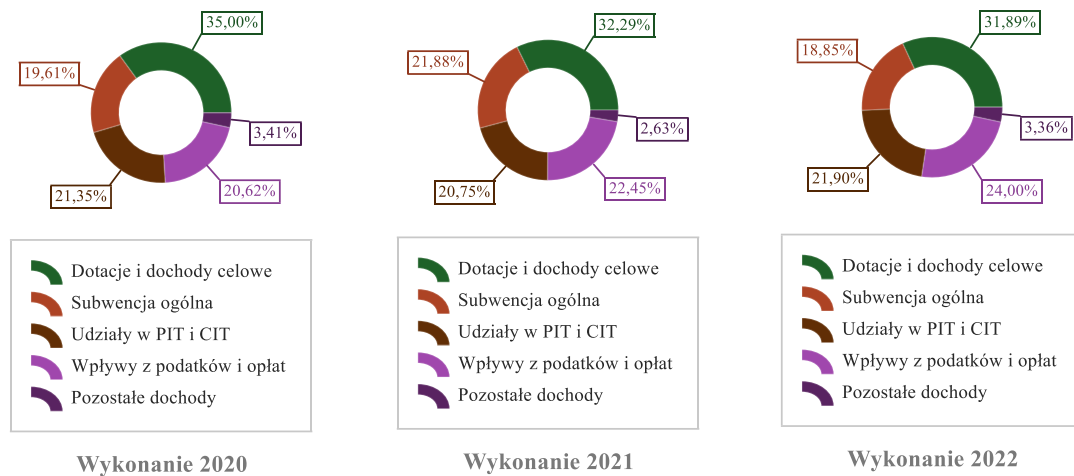 35,00%
19,61%
3,41%
21,35%
20,62%
Dotacje i dochody celowe
Subwencja ogólna
Udziały w PIT i CIT
Wpływy z podatków i opłat
Pozostałe dochody
Wykonanie 2020
32,29%
21,88%
2,63%
20,75%
22,45%
Dotacje i dochody celowe
Subwencja ogólna
Udziały w PIT i CIT
Wpływy z podatków i opłat
Pozostałe dochody
Wykonanie 2021
31,89%
18,85%
3,36%
21,90%
24,00%
Dotacje i dochody celowe
Subwencja ogólna
Udziały w PIT i CIT
Wpływy z podatków i opłat
Pozostałe dochody
Wykonanie 2022